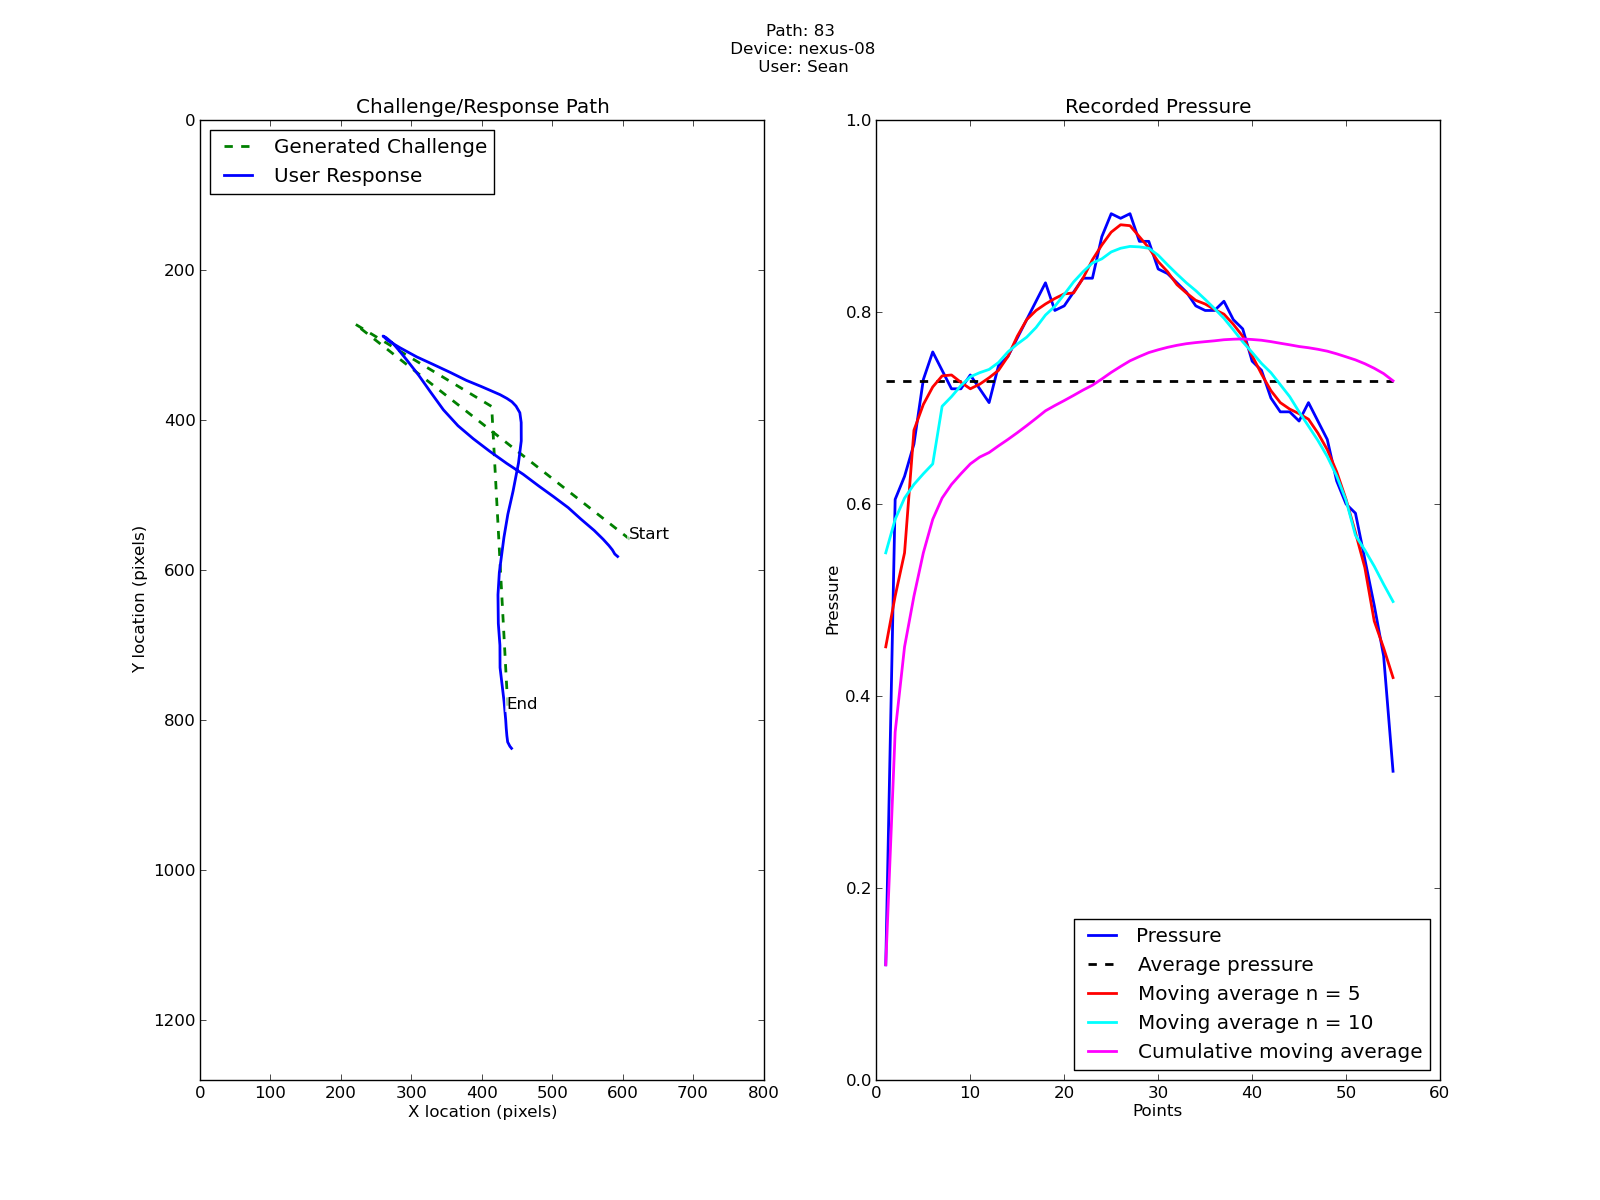 Path: 83
Device: nexus-08
User: Sean
Challenge/Response Path
Generated Challenge
User Response
0
200
400
600
800
1000
1200
Y location (pixels)
Start
End
0 100 200 300 400 500 600 700 800
X location (pixels)
Recorded Pressure
1.0
0.8
0.6
0.4
0.2
0.0
Pressure
Pressure
Average pressure
Moving average n = 5
Moving average n = 10
Cumulative moving average
0 10 20 30 40 50 60
Points